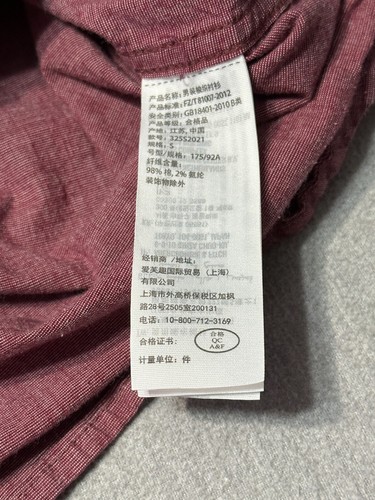 产品名称: 男装梭织衬衫
产品标准: FZ/T81007-2012
安全类别: GB18401-2010 B类
产品等级: 合格品
产地: 江苏, 中国
款号: 32552021
规格: S
号型/规格: 175/92A
纤维含量:
98% 棉, 2% 氨纶
装饰物除外
经销商 /地址:
爱芙趣国际贸易 (上海)
有限公司
上海市外高桥保税区加枫
路28号2505室200131
电话: 10-800-712-3169
合格证书: 合格
QC
A&F
计量单位: 件